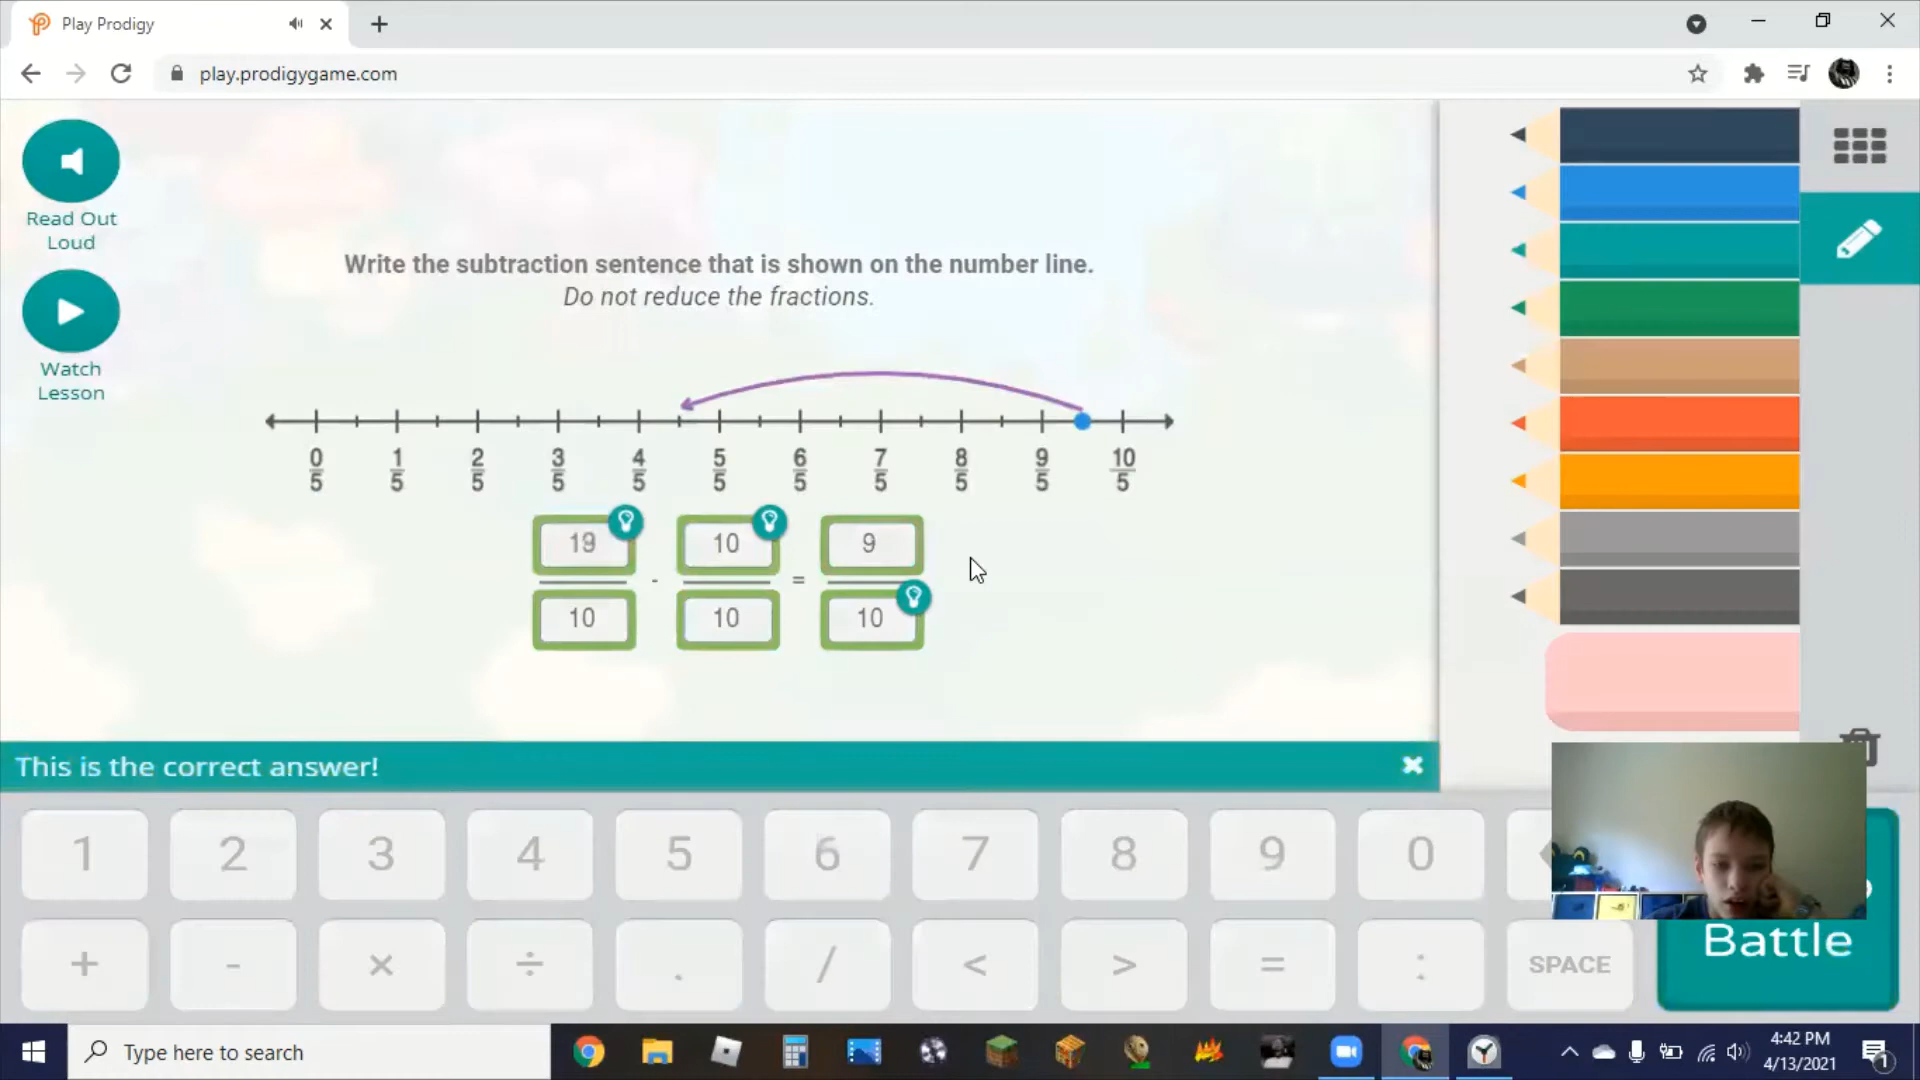 Play Prodigy
play.prodigygame.com
Read Out
Loud
Watch
Lesson
Write the subtraction sentence that is shown on the number line.
Do not reduce the fractions.
0 1 2 3 4 5 6 7 8 9 10
5 5 5 5 5 5 5 5 5 5 5
19 10 9
- =
10 10 10
This is the correct answer!
1 2 3 4 5 6 7 8 9 0
+ - × ÷ . / < > = : SPACE
Battle
Type here to search
4:42 PM
4/13/2021
1